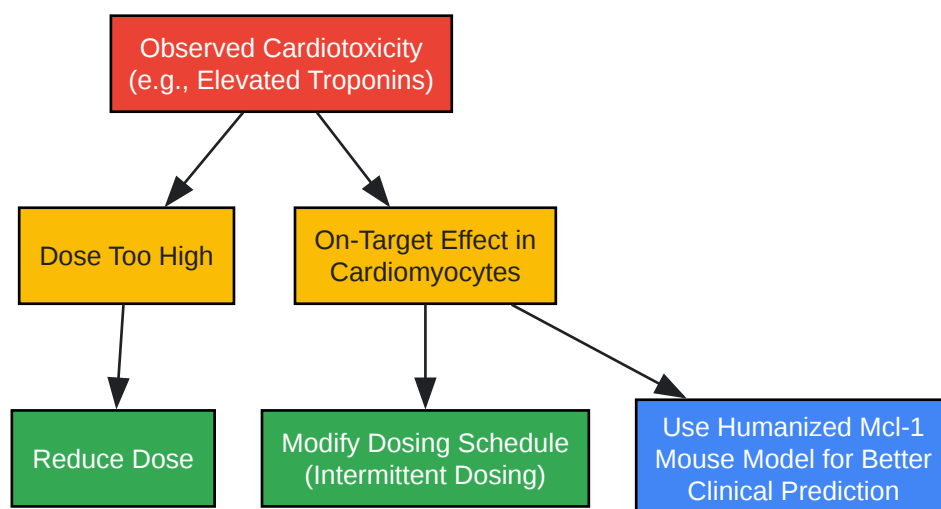 Observed Cardiotoxicity
(e.g., Elevated Troponins)
Dose Too High
On-Target Effect in
Cardiomyocytes
Reduce Dose
Modify Dosing Schedule
(Intermittent Dosing)
Use Humanized Mcl-1
Mouse Model for Better
Clinical Prediction